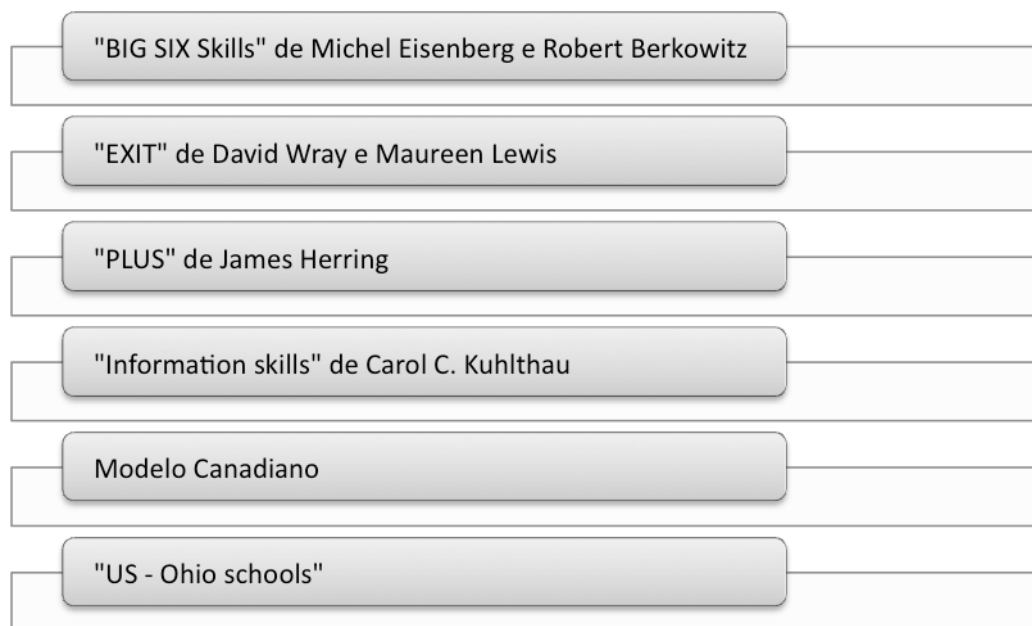 "BIG SIX Skills" de Michel Eisenberg e Robert Berkowitz
"EXIT" de David Wray e Maureen Lewis
"PLUS" de James Herring
"Information skills" de Carol C. Kuhlthau
Modelo Canadiano
"US - Ohio schools"